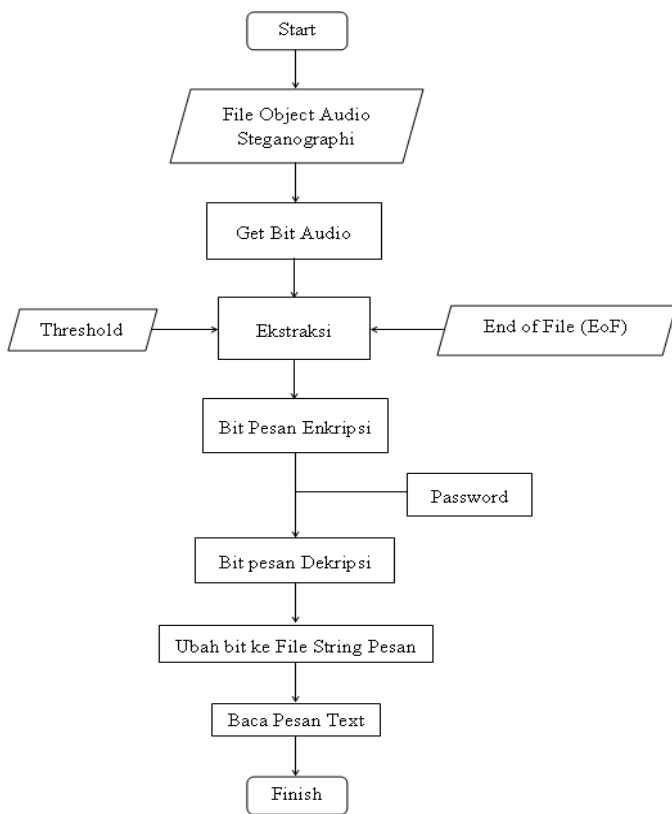 Start
File Object Audio
Steganographi
Get Bit Audio
Threshold
Ekstraksi
End of File (EoF)
Bit Pesan Enkripsi
Password
Bit pesan Dekripsi
Ubah bit ke File String Pesan
Baca Pesan Text
Finish